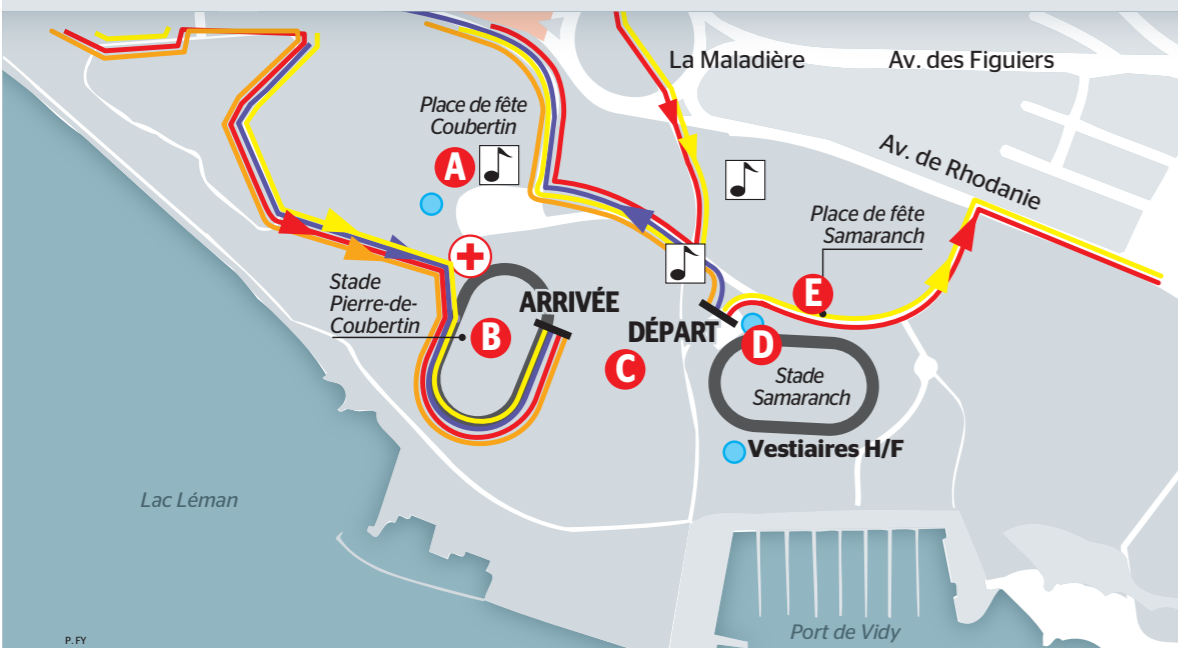 La Maladière
Av. des Figuiers
Place de fête
Coubertin
A
Av. de Rhodanie
Place de fête
Samaranch
Stade
Pierre-de-
Coubertin
B
ARRIVÉE
C
DÉPART
E
D
Stade
Samaranch
Vestiaires H/F
Lac Léman
Port de Vidy
P. FY